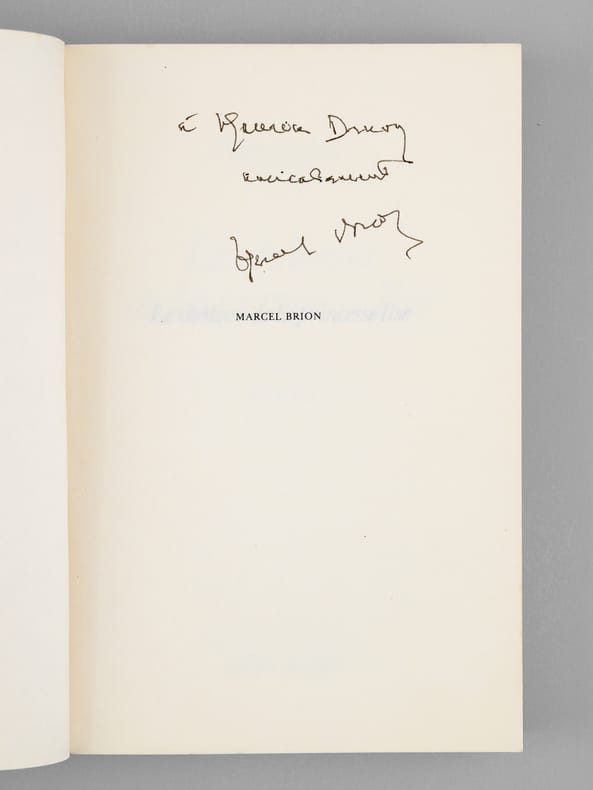 à Maurice Druon
amicalement
Marcel Brion
MARCEL BRION